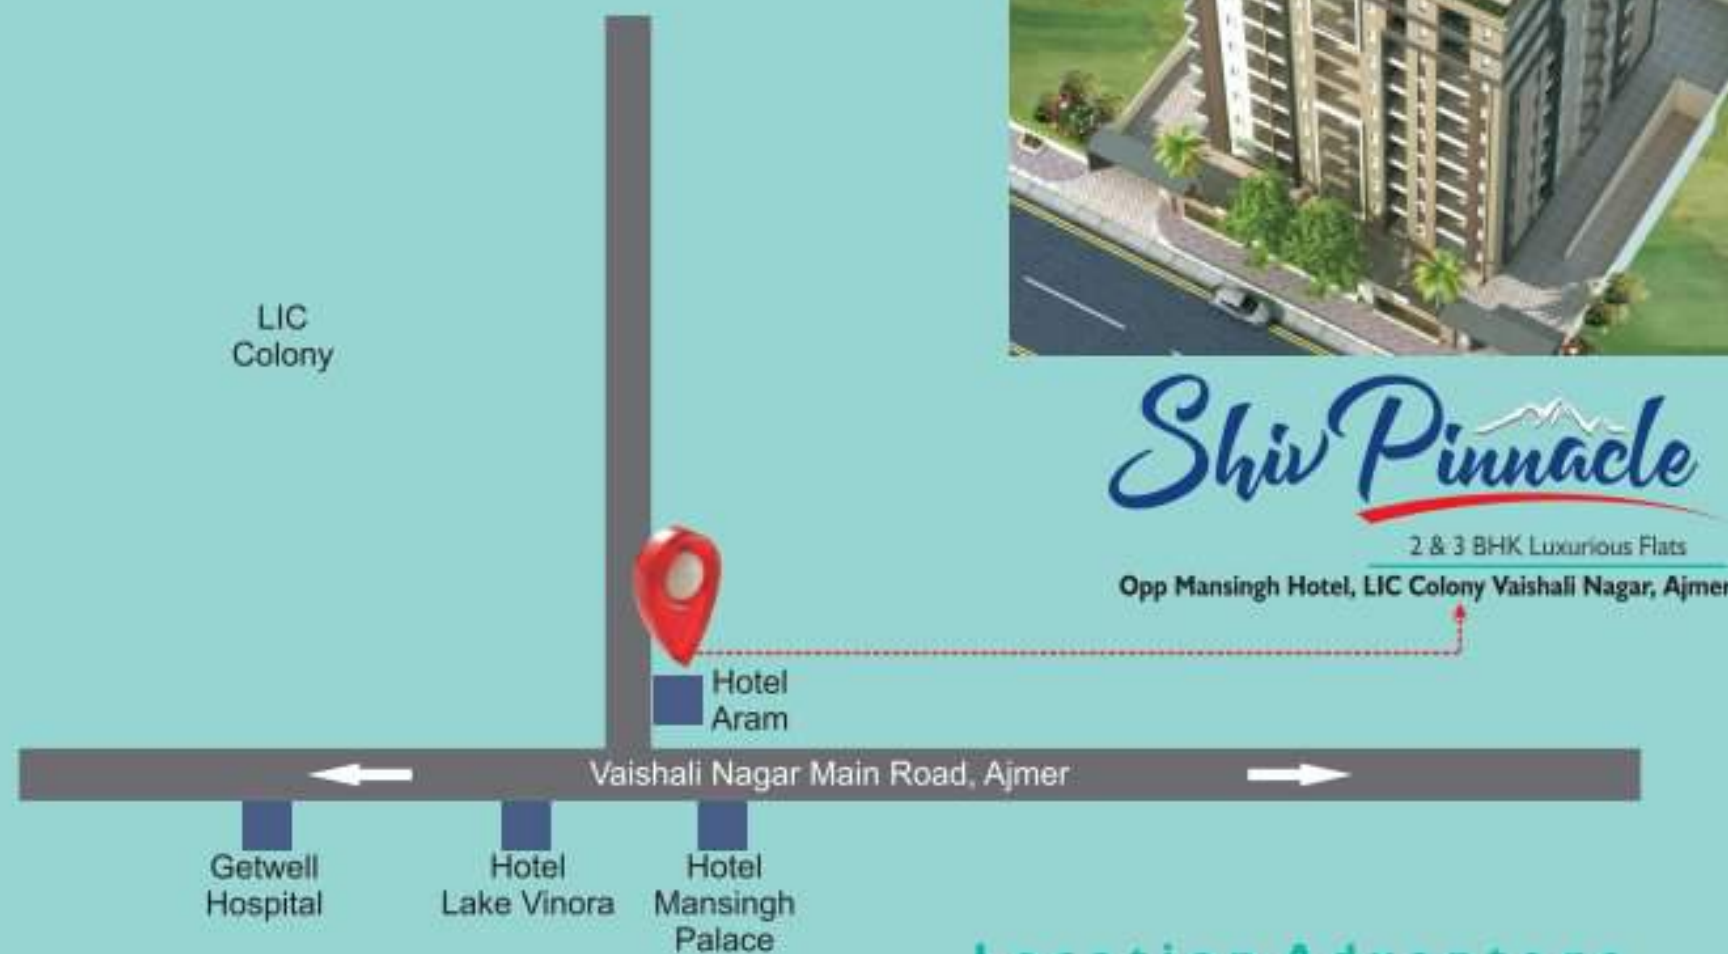 LIC
Colony
Shiv Pinnacle
2 & 3 BHK Luxurious Flats
Opp Mansingh Hotel, LIC Colony Vaishali Nagar, Ajmer
Hotel
Aram
Vaishali Nagar Main Road, Ajmer
Getwell
Hospital
Hotel
Lake Vinora
Hotel
Mansingh
Palace